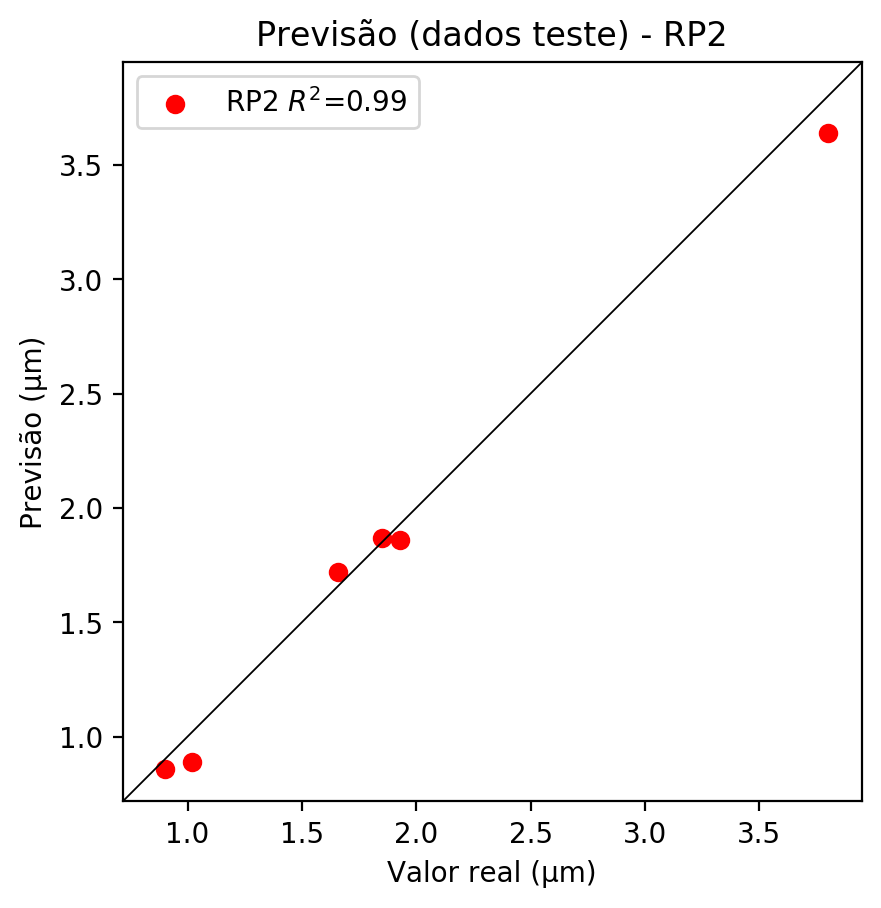 Previsão (dados teste) - RP2
RP2 R²=0.99
Previsão (µm)
3.5
3.0
2.5
2.0
1.5
1.0
1.0 1.5 2.0 2.5 3.0 3.5
Valor real (µm)